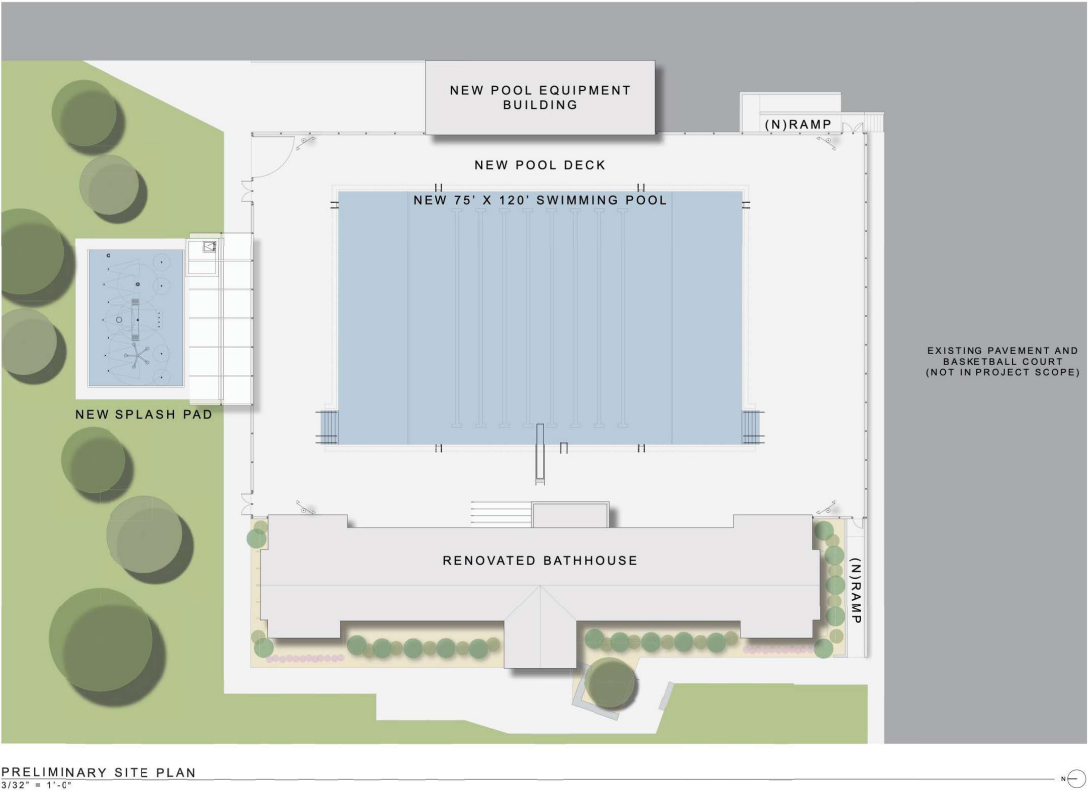 NEW POOL EQUIPMENT
BUILDING
(N)RAMP
NEW POOL DECK
NEW 75' X 120' SWIMMING POOL
EXISTING PAVEMENT AND
BASKETBALL COURT
(NOT IN PROJECT SCOPE)
NEW SPLASH PAD
RENOVATED BATHHOUSE
(N)RAMP
PRELIMINARY SITE PLAN
3/32" = 1'-0"
N